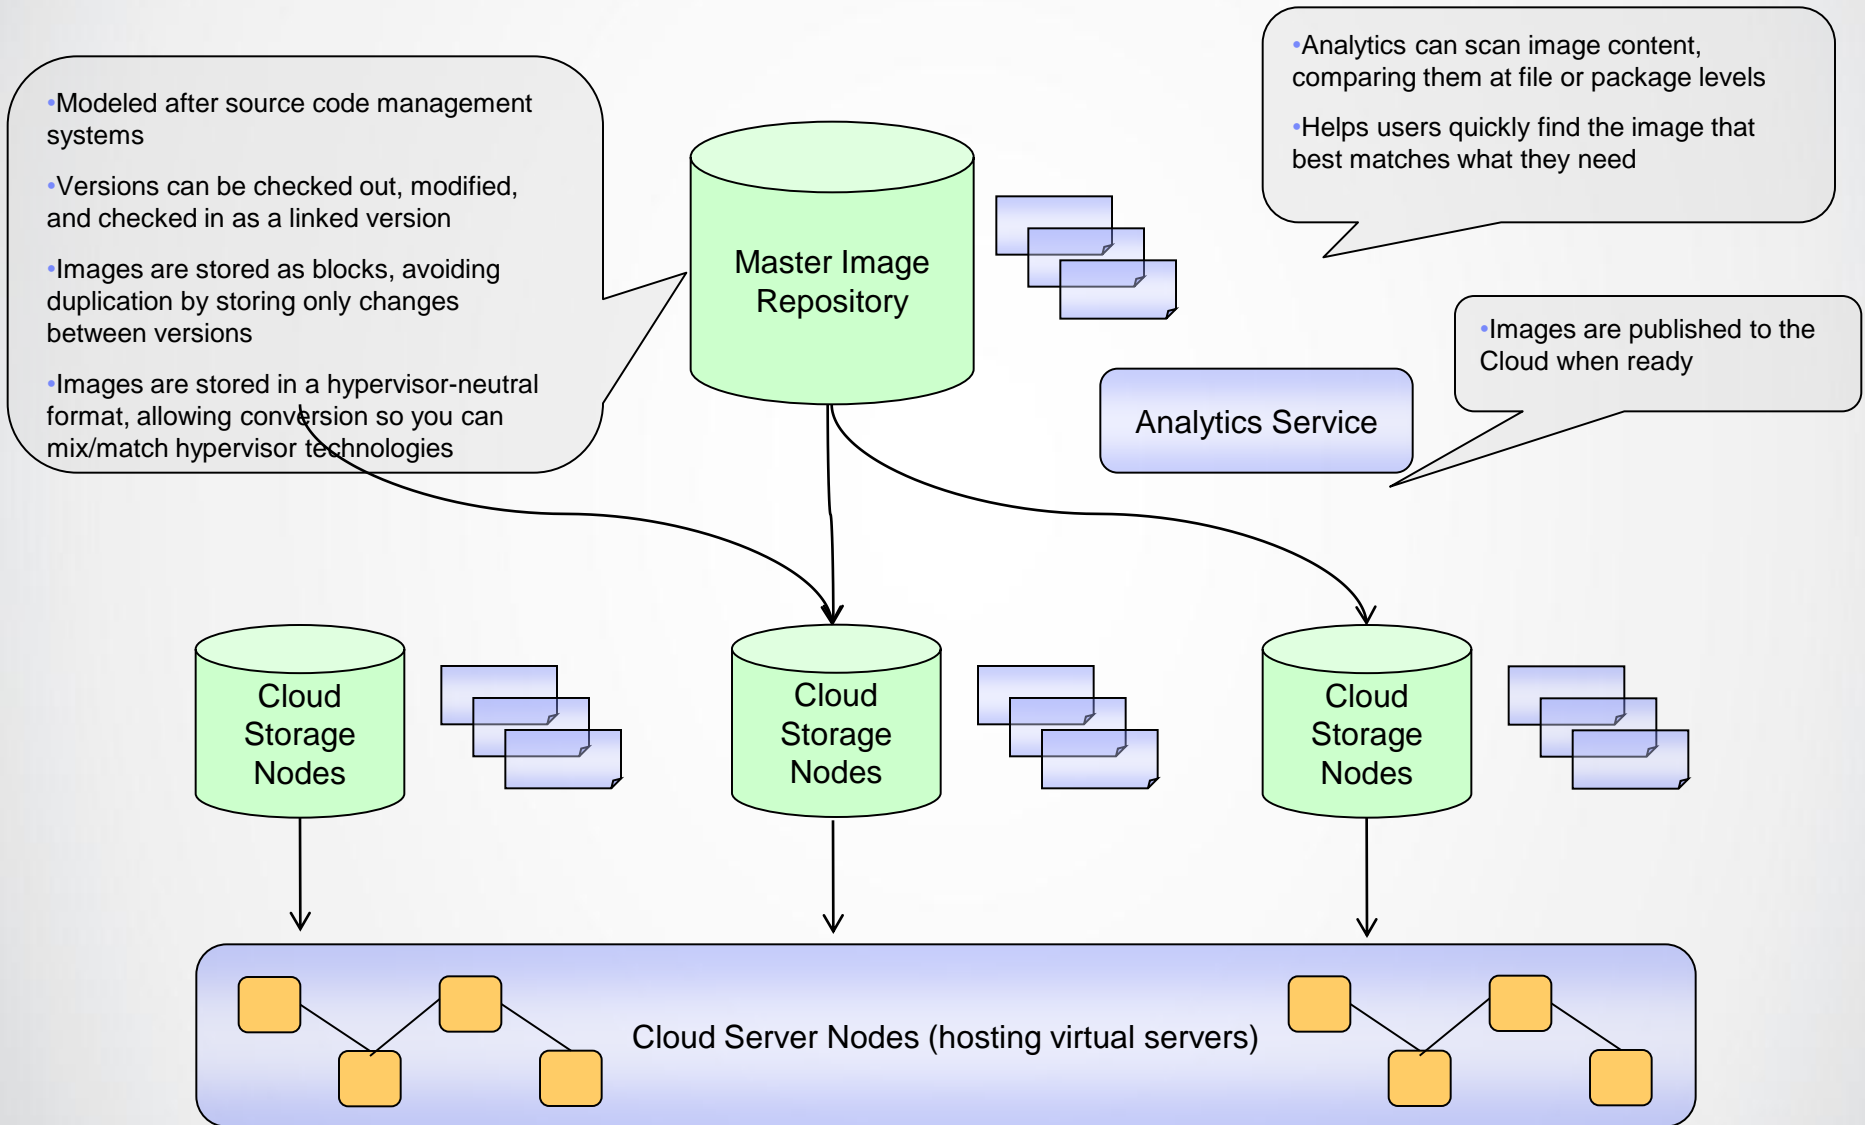 •Modeled after source code management
systems
•Versions can be checked out, modified,
and checked in as a linked version
•Images are stored as blocks, avoiding
duplication by storing only changes
between versions
•Images are stored in a hypervisor-neutral
format, allowing conversion so you can
mix/match hypervisor technologies
Master Image
Repository
•Analytics can scan image content,
comparing them at file or package levels
•Helps users quickly find the image that
best matches what they need
•Images are published to the
Cloud when ready
Analytics Service
Cloud
Storage
Nodes
Cloud
Storage
Nodes
Cloud
Storage
Nodes
Cloud Server Nodes (hosting virtual servers)